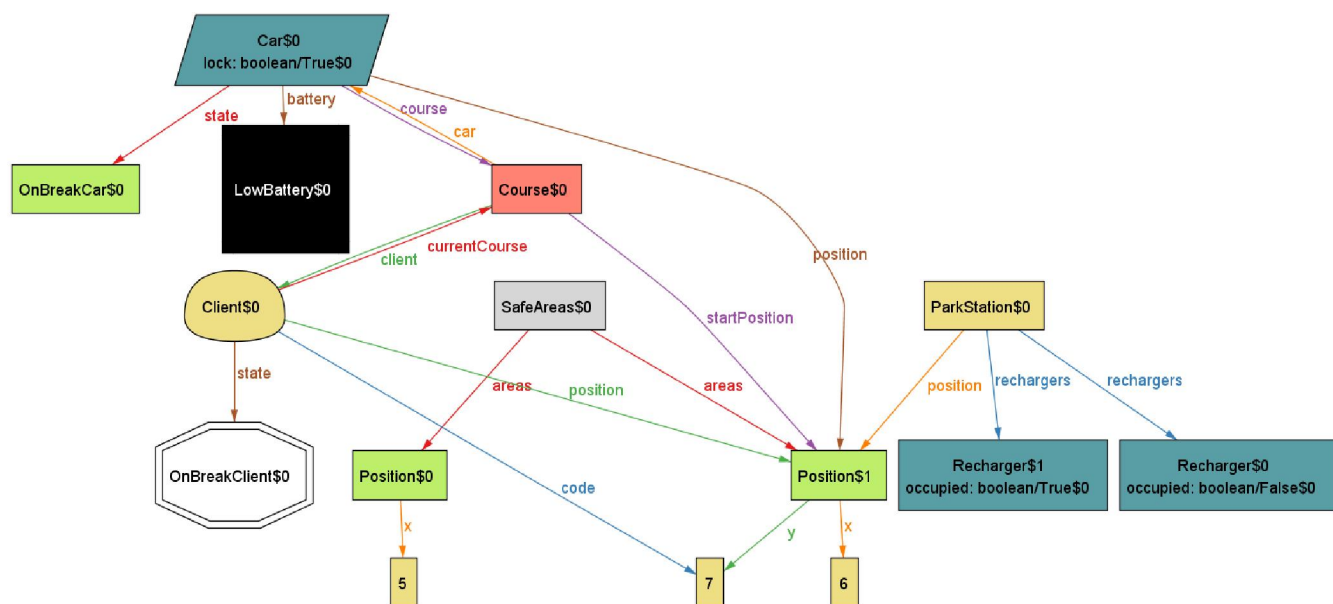 Car$0
lock: boolean/True$0
state
battery
course
car
OnBreakCar$0
LowBattery$0
Course$0
currentCourse
client
position
Client$0
SafeAreas$0
ParkStation$0
startPosition
state
areas
position
areas
position
rechargers
rechargers
OnBreakClient$0
Position$0
code
Position$1
Recharger$1
occupied: boolean/True$0
Recharger$0
occupied: boolean/False$0
x
y
x
5
7
6